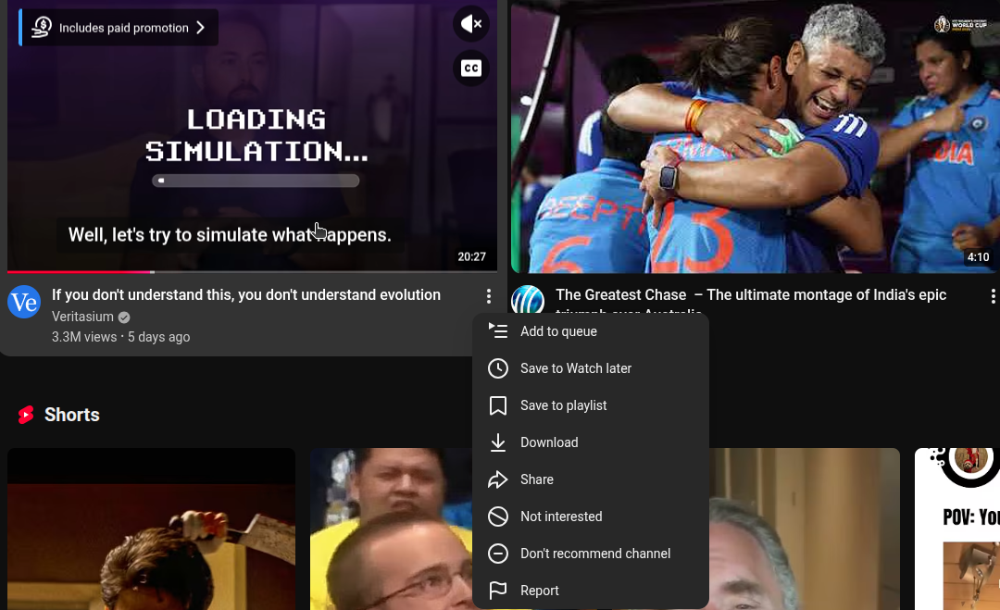 Includes paid promotion
CC
LOADING
SIMULATION...
Well, let's try to simulate what happens.
20:27
WORLD CUP
INDIA
DEEPTI
6
23
4:10
Ve
If you don't understand this, you don't understand evolution
Veritasium
3.3M views • 5 days ago
The Greatest Chase – The ultimate montage of India's epic
triumph over Australia
Add to queue
Save to Watch later
Save to playlist
Download
Share
Not interested
Don't recommend channel
Report
Shorts
POV: You